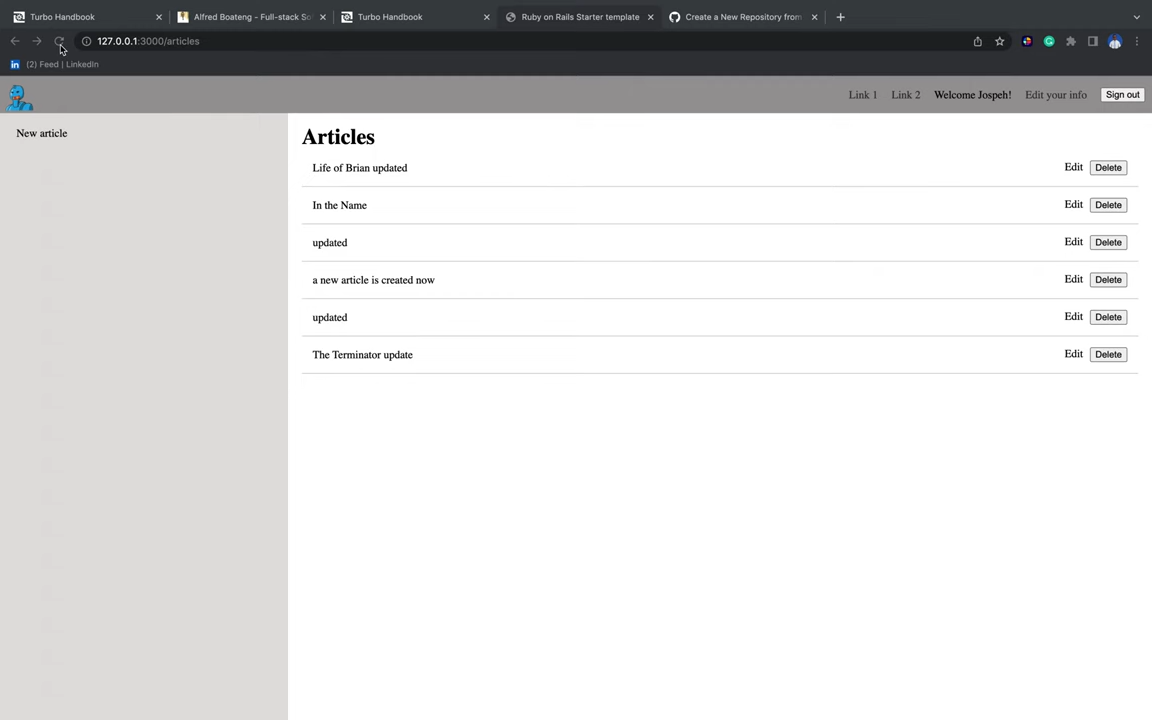 Turbo Handbook
Alfred Boateng - Full-stack So
Turbo Handbook
Ruby on Rails Starter template
Create a New Repository from
127.0.0.1:3000/articles
(2) Feed | LinkedIn
Link 1 Link 2 Welcome Jospeh! Edit your info Sign out
New article
Articles
Life of Brian updated Edit Delete
In the Name Edit Delete
updated Edit Delete
a new article is created now Edit Delete
updated Edit Delete
The Terminator update Edit Delete